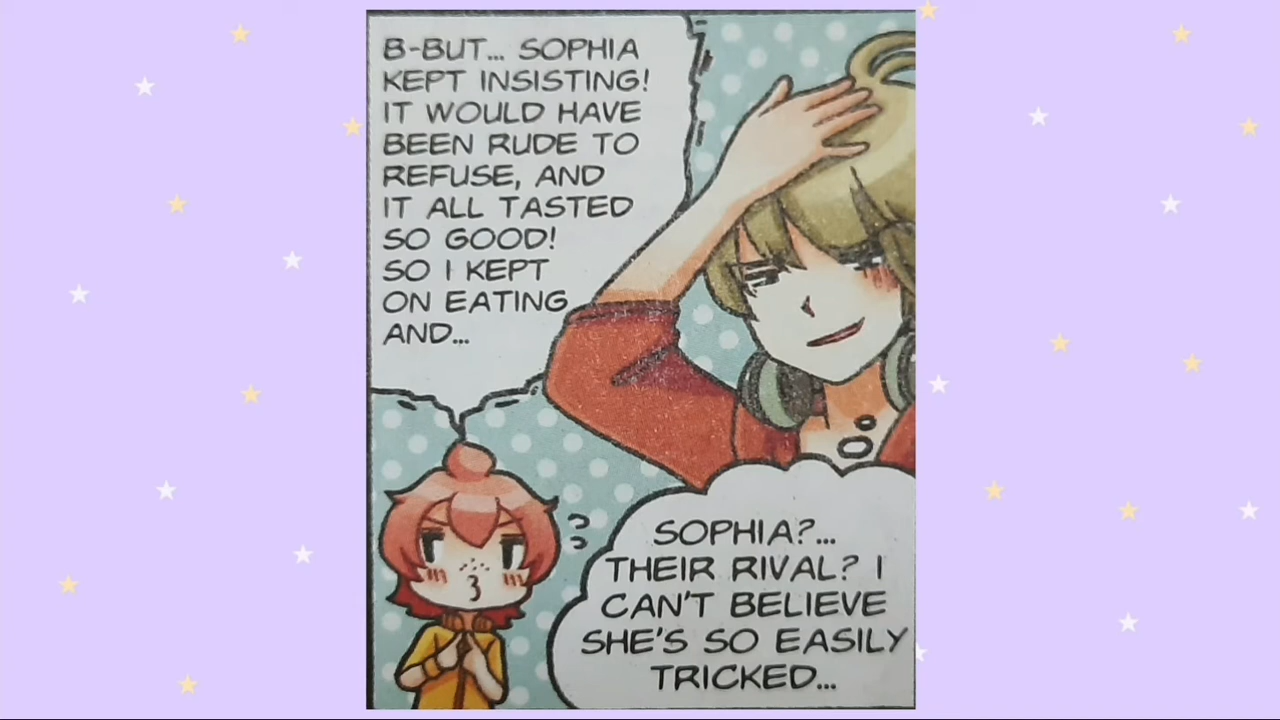 B-BUT... SOPHIA
KEPT INSISTING!
IT WOULD HAVE
BEEN RUDE TO
REFUSE, AND
IT ALL TASTED
SO GOOD!
SO I KEPT
ON EATING
AND...
SOPHIA?...
THEIR RIVAL? I
CAN'T BELIEVE
SHE'S SO EASILY
TRICKED...